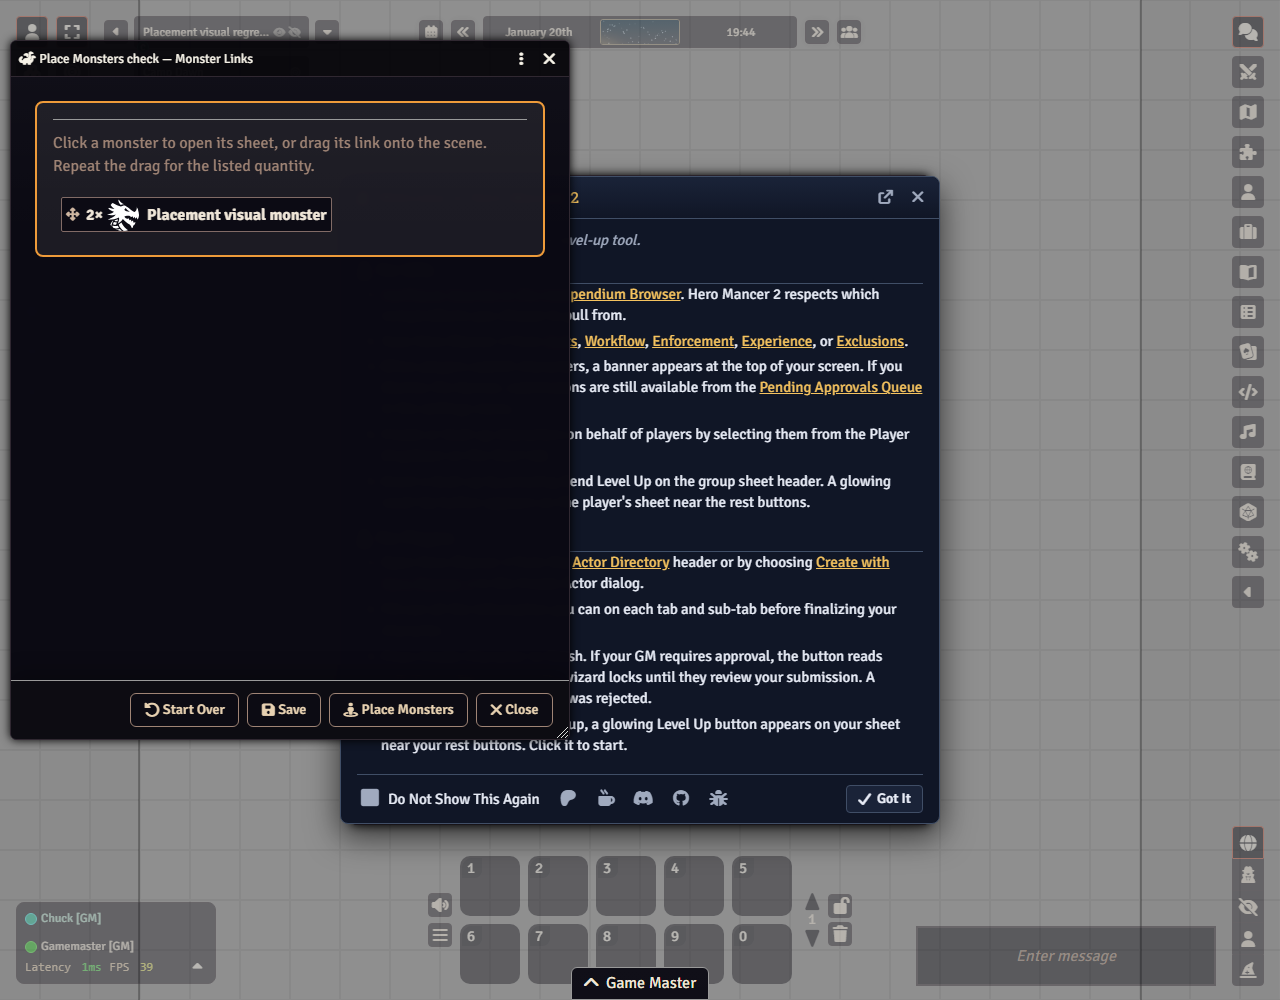 Placement visual regre...
January 20th
19:44
Place Monsters check — Monster Links
Click a monster to open its sheet, or drag its link onto the scene.
Repeat the drag for the listed quantity.
2× Placement visual monster
Start Over
Save
Place Monsters
Close
2
vel-up tool.
pendium Browser. Hero Mancer 2 respects which
ull from.
s, Workflow, Enforcement, Experience, or Exclusions.
ers, a banner appears at the top of your screen. If you
ns are still available from the Pending Approvals Queue
on behalf of players by selecting them from the Player
end Level Up on the group sheet header. A glowing
e player's sheet near the rest buttons.
Actor Directory header or by choosing Create with
ctor dialog.
u can on each tab and sub-tab before finalizing your
sh. If your GM requires approval, the button reads
vizard locks until they review your submission. A
was rejected.
up, a glowing Level Up button appears on your sheet
near your rest buttons. Click it to start.
Do Not Show This Again
Got It
1
2
3
4
5
6
7
8
9
0
1
Chuck [GM]
Gamemaster [GM]
Latency 1ms FPS 39
Game Master
Enter message